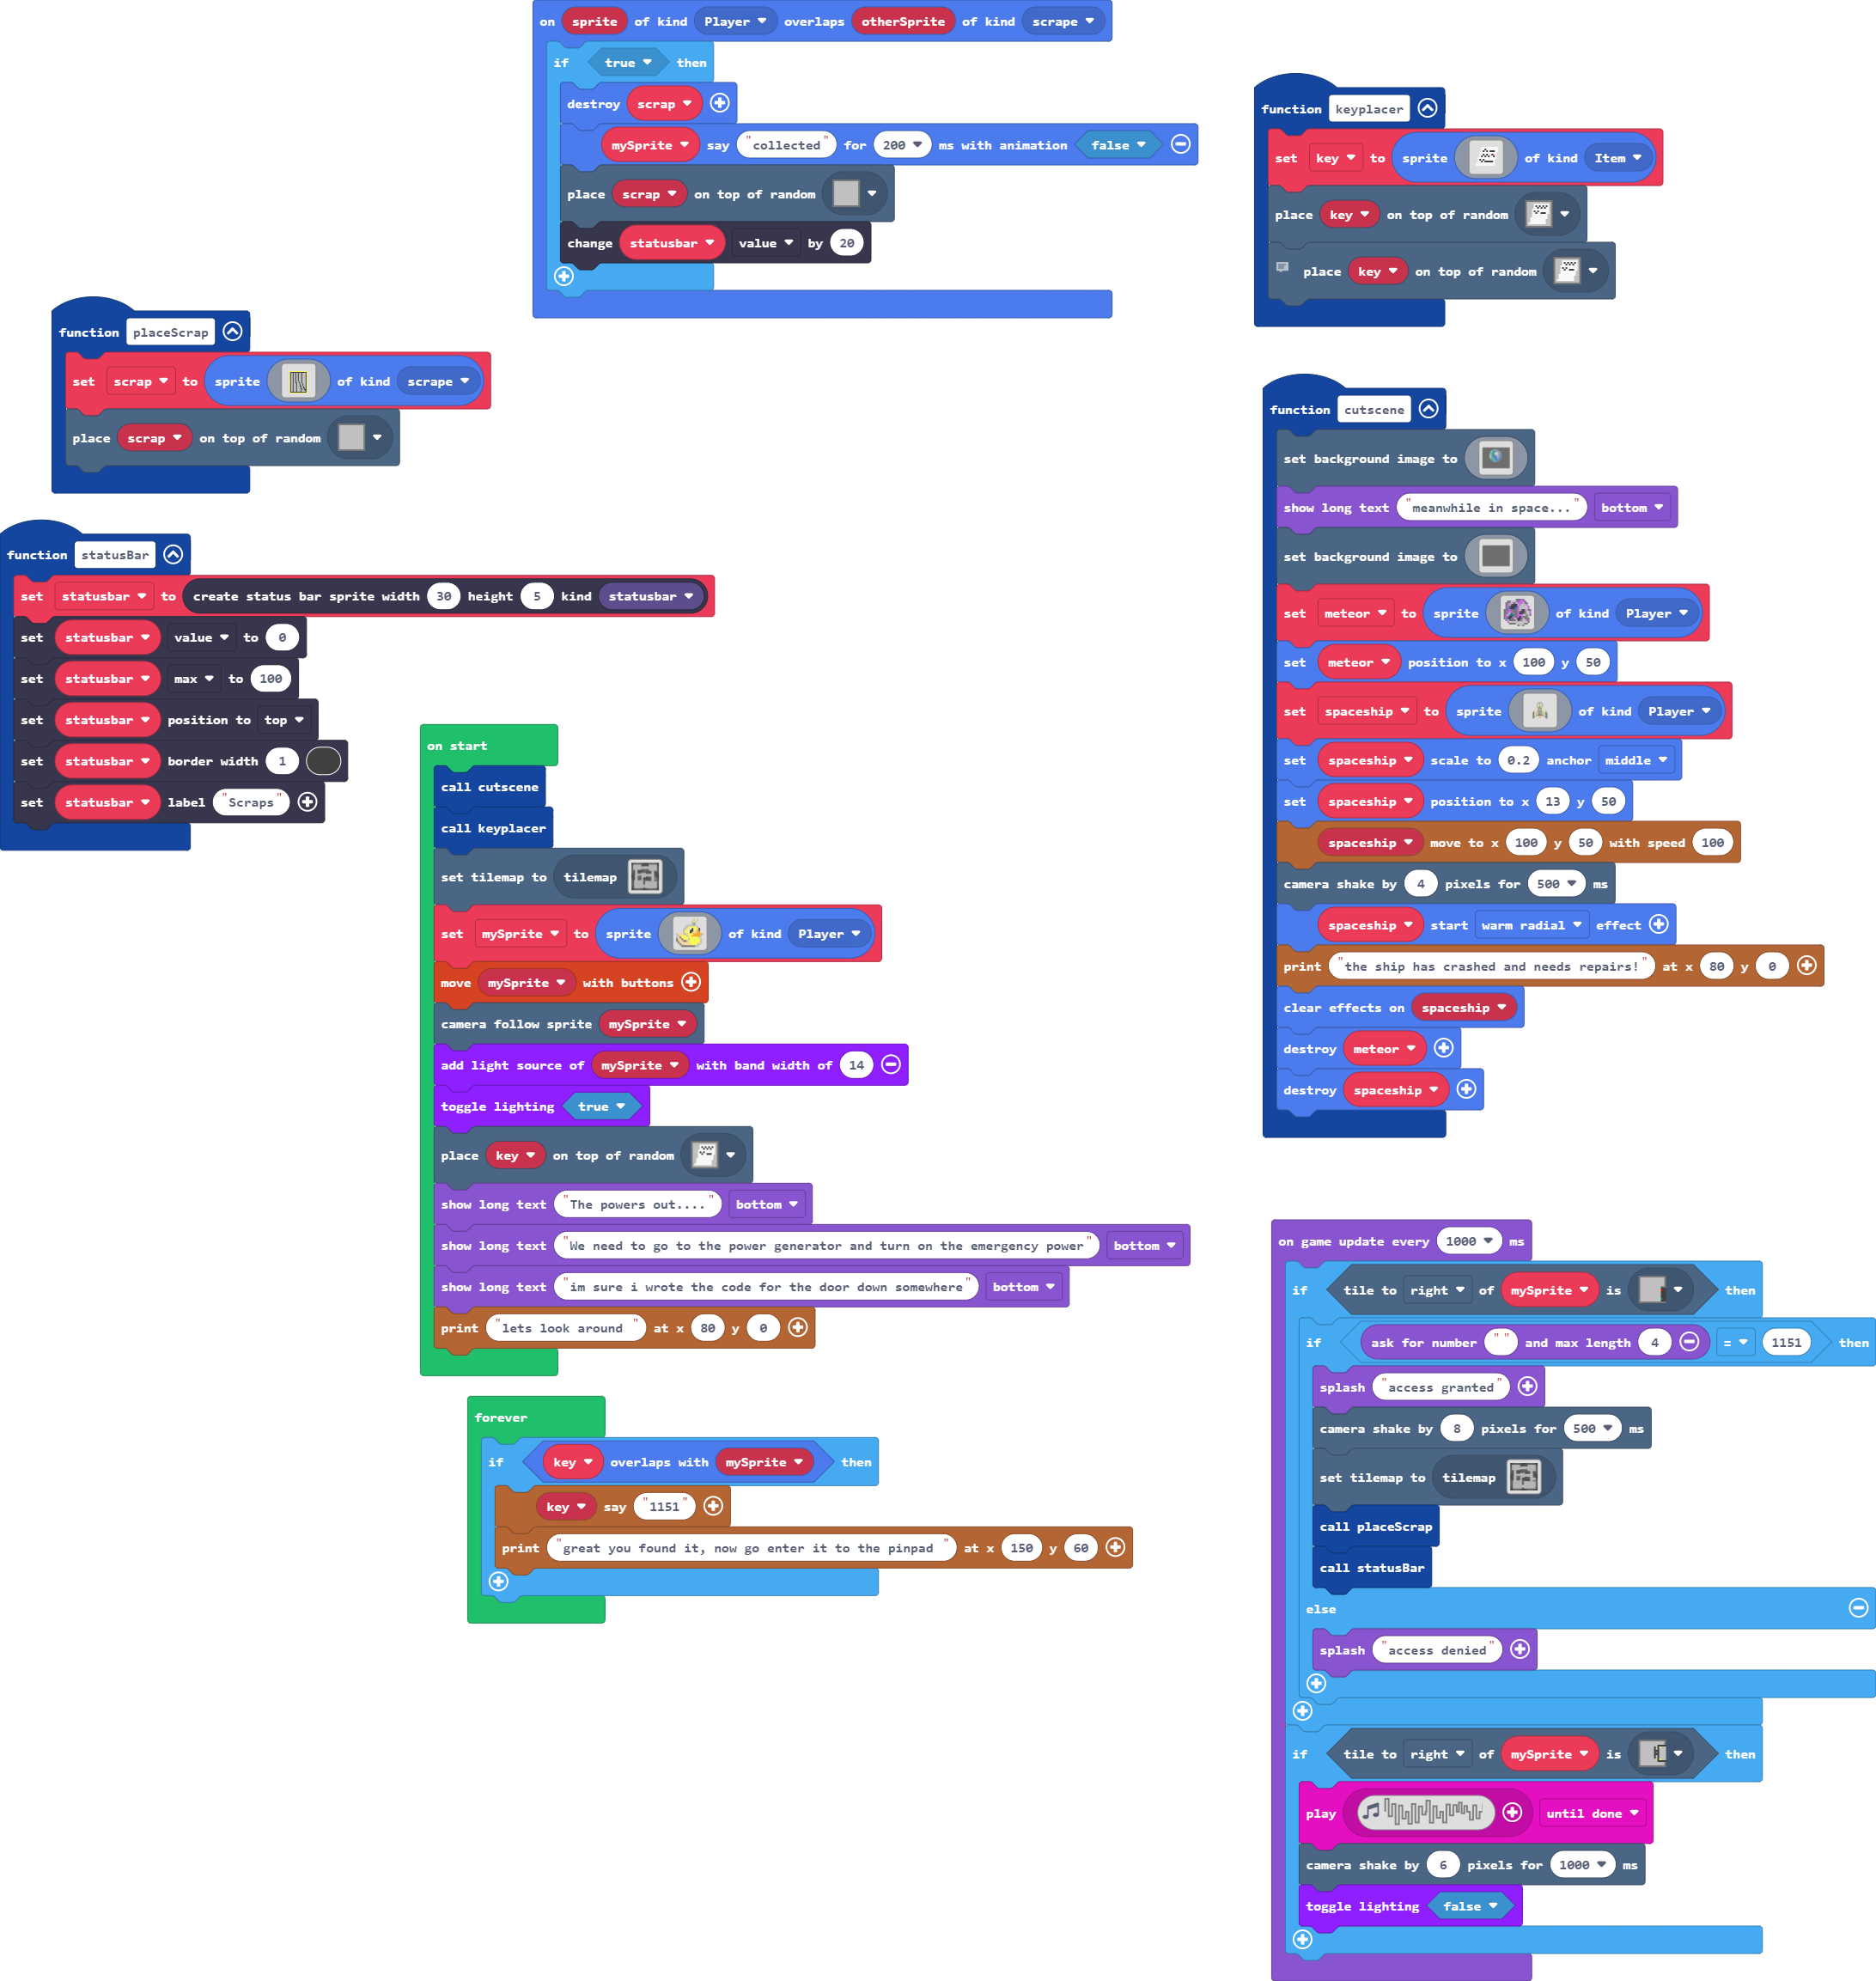 on sprite of kind Player overlaps otherSprite of kind scrape
if true then
destroy scrap
mySprite say "collected" for 200 ms with animation false
place scrap on top of random
change statusbar value by 20
function keyplacer
set key to sprite of kind Item
place key on top of random
place key on top of random
function placeScrap
set scrap to sprite of kind scrape
place scrap on top of random
function statusBar
set statusbar to create status bar sprite width 30 height 5 kind statusbar
set statusbar value to 0
set statusbar max to 100
set statusbar position to top
set statusbar border width 1
set statusbar label "Scraps"
function cutscene
set background image to
show long text "meanwhile in space..." bottom
set background image to
set meteor to sprite of kind Player
set meteor position to x 100 y 50
set spaceship to sprite of kind Player
set spaceship scale to 0.2 anchor middle
set spaceship position to x 13 y 50
spaceship move to x 100 y 50 with speed 100
camera shake by 4 pixels for 500 ms
spaceship start warm radial effect
print "the ship has crashed and needs repairs!" at x 80 y 0
clear effects on spaceship
destroy meteor
destroy spaceship
on start
call cutscene
call keyplacer
set tilemap to tilemap
set mySprite to sprite of kind Player
move mySprite with buttons
camera follow sprite mySprite
add light source of mySprite with band width of 14
toggle lighting true
place key on top of random
show long text "The powers out...." bottom
show long text "We need to go to the power generator and turn on the emergency power" bottom
show long text "im sure i wrote the code for the door down somewhere" bottom
print "lets look around " at x 80 y 0
forever
if key overlaps with mySprite then
key say "1151"
print "great you found it, now go enter it to the pinpad " at x 150 y 60
on game update every 1000 ms
if tile to right of mySprite is then
if ask for number "" and max length 4 = 1151 then
splash "access granted"
camera shake by 8 pixels for 500 ms
set tilemap to tilemap
call placeScrap
call statusBar
else
splash "access denied"
if tile to right of mySprite is then
play until done
camera shake by 6 pixels for 1000 ms
toggle lighting false